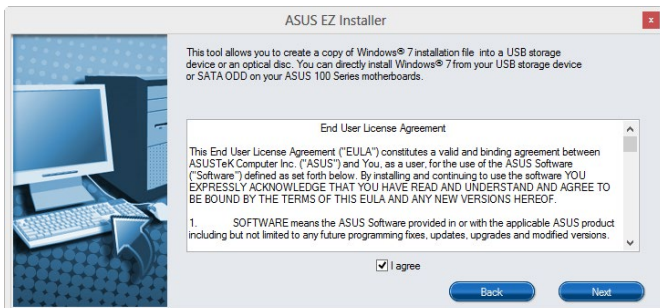 ASUS EZ Installer
x
This tool allows you to create a copy of Windows® 7 installation file into a USB storage
device or an optical disc. You can directly install Windows® 7 from your USB storage device
or SATA ODD on your ASUS 100 Series motherboards.
End User License Agreement
This End User License Agreement ("EULA") constitutes a valid and binding agreement between
ASUSTeK Computer Inc. ("ASUS") and You, as a user, for the use of the ASUS Software
("Software") defined as set forth below. By installing and continuing to use the software YOU
EXPRESSLY ACKNOWLEDGE THAT YOU HAVE READ AND UNDERSTAND AND AGREE TO
BE BOUND BY THE TERMS OF THIS EULA AND ANY NEW VERSIONS HEREOF.
1. SOFTWARE means the ASUS Software provided in or with the applicable ASUS product
including but not limited to any future programming fixes, updates, upgrades and modified versions.
I agree
Back Next